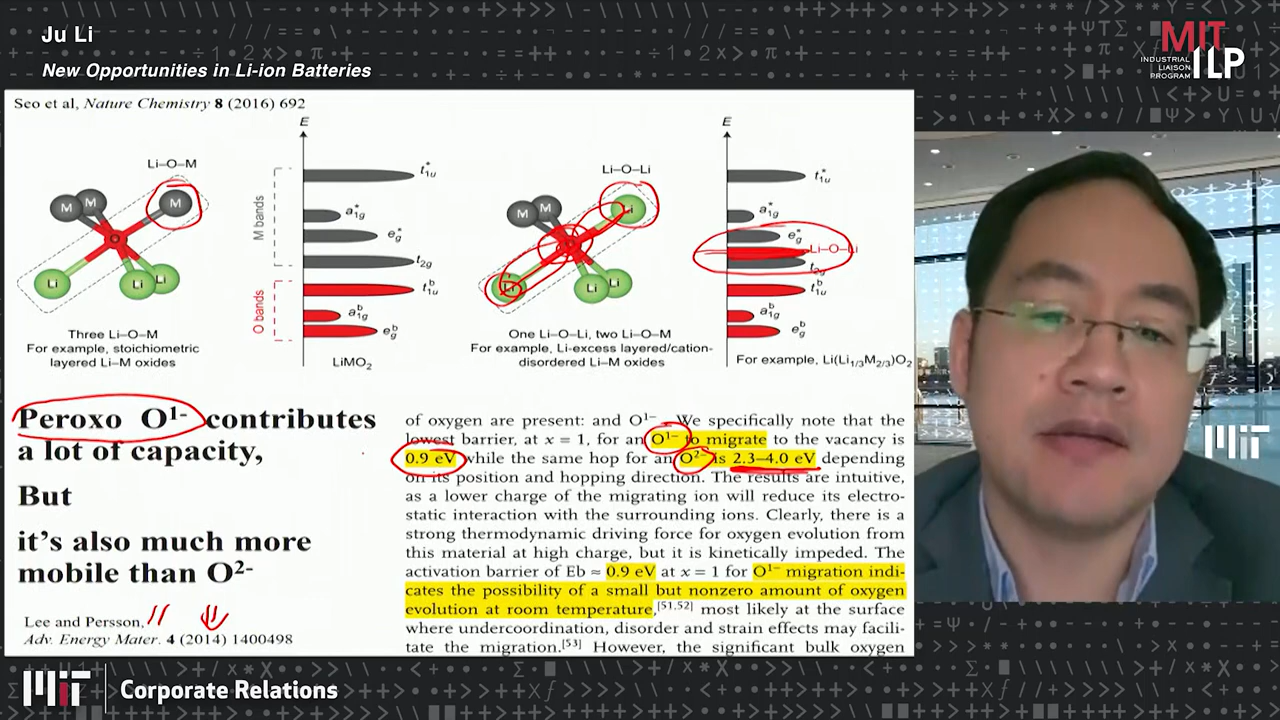 Ju Li
New Opportunities in Li-ion Batteries
MIT
INDUSTRIAL
LIAISON
PROGRAM
ILP
Seo et al, Nature Chemistry 8 (2016) 692
Li–O–M
M
M
M
O
Li
Li
Li
Three Li–O–M
For example, stoichiometric
layered Li–M oxides
E
M bands
O bands
t*1u
a*1g
e*g
t2g
tb1u
ab1g
ebg
LiMO2
Li–O–Li
M
M
Li
O
Li
Li
Li
One Li–O–Li, two Li–O–M
For example, Li-excess layered/cation-
disordered Li–M oxides
E
t*1u
a*1g
e*g
Li–O–Li
t2g
tb1u
ab1g
ebg
For example, Li(Li1/3M2/3)O2
Peroxo O1- contributes
a lot of capacity,
But
it's also much more
mobile than O2-
Lee and Persson,
Adv. Energy Mater. 4 (2014) 1400498
of oxygen are present: and O1−. We specifically note that the
lowest barrier, at x = 1, for an O1− to migrate to the vacancy is
0.9 eV while the same hop for an O2− is 2.3–4.0 eV depending
on its position and hopping direction. The results are intuitive,
as a lower charge of the migrating ion will reduce its electro-
static interaction with the surrounding ions. Clearly, there is a
strong thermodynamic driving force for oxygen evolution from
this material at high charge, but it is kinetically impeded. The
activation barrier of Eb ≈ 0.9 eV at x = 1 for O1− migration indi-
cates the possibility of a small but nonzero amount of oxygen
evolution at room temperature,[51,52] most likely at the surface
where undercoordination, disorder and strain effects may facili-
tate the migration.[53] However, the significant bulk oxygen
MIT
MIT
Corporate Relations